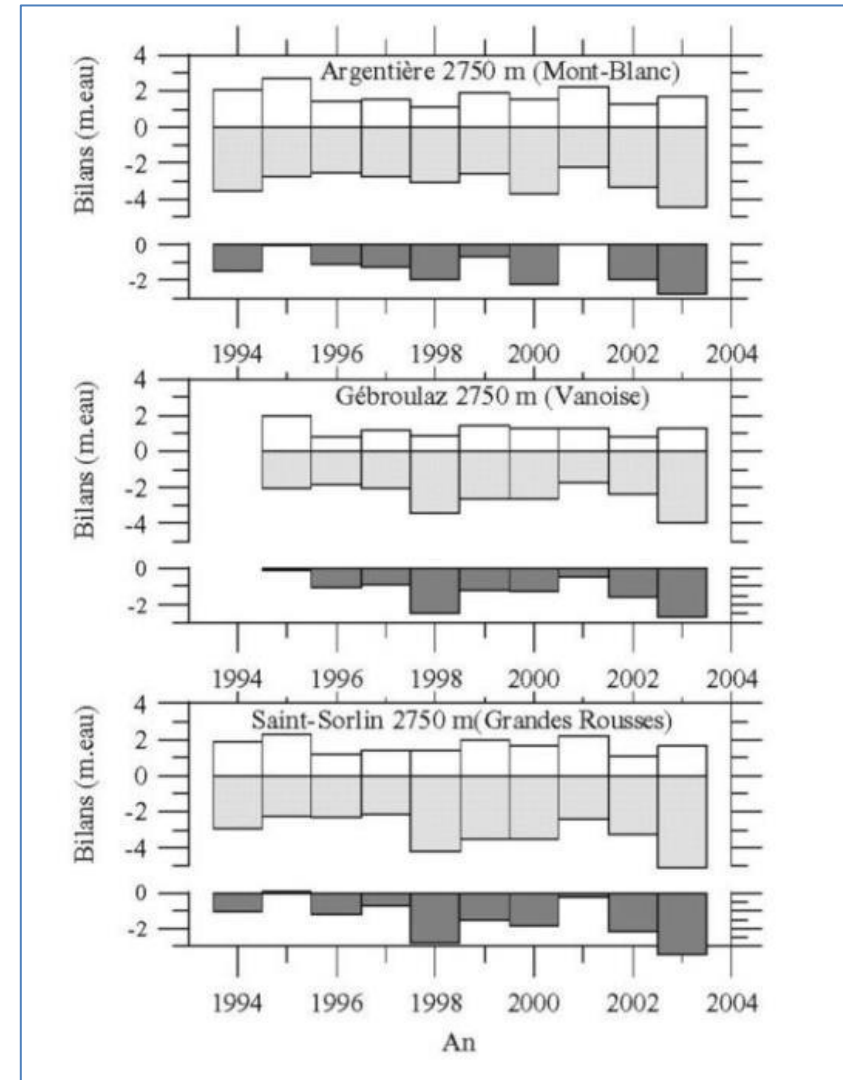 4
Argentière 2750 m (Mont-Blanc)
2
0
-2
-4
Bilans (m.eau)
0
-2
1994 1996 1998 2000 2002 2004
4
Gébroulaz 2750 m (Vanoise)
2
0
-2
-4
Bilans (m.eau)
0
-2
1994 1996 1998 2000 2002 2004
4
Saint-Sorlin 2750 m(Grandes Rousses)
2
0
-2
-4
Bilans (m.eau)
0
-2
1994 1996 1998 2000 2002 2004
An